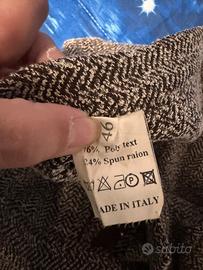 46
76% Poly text
24% Spun raion
MADE IN ITALY
subito